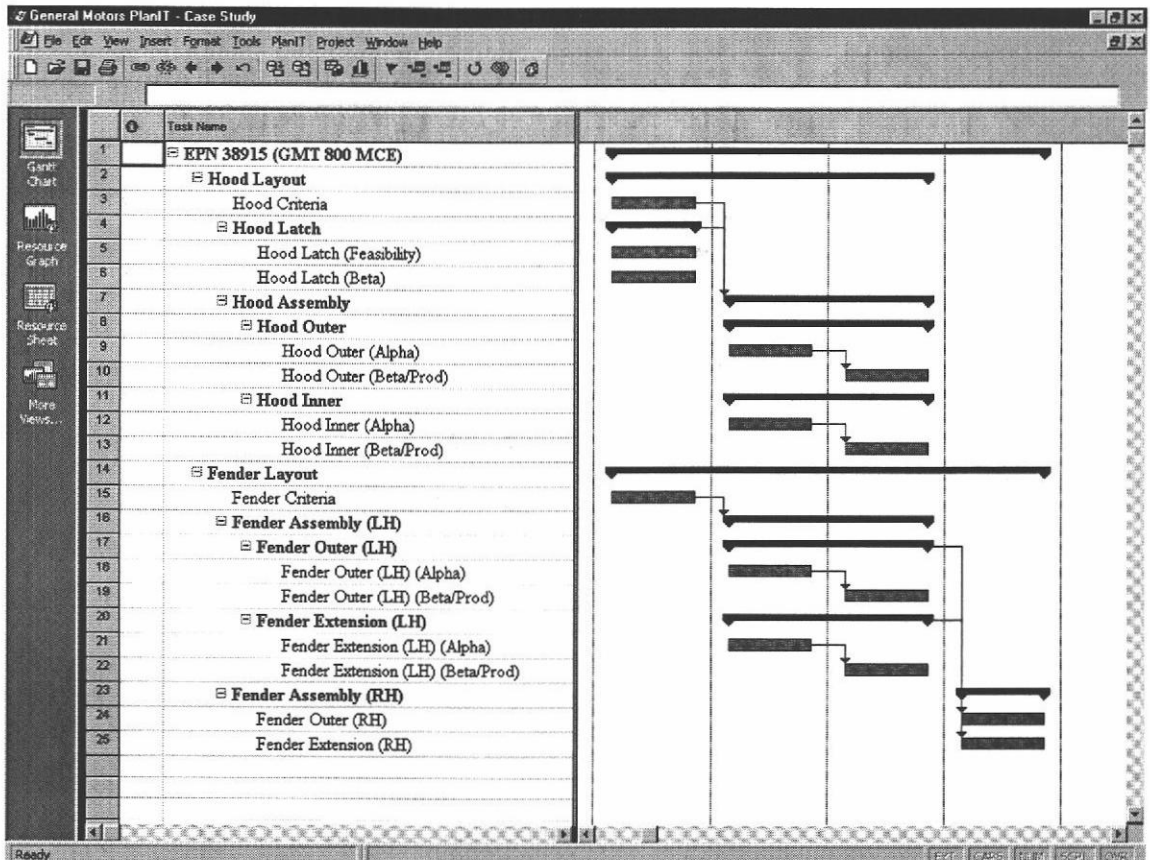 General Motors PlanIT - Case Study
File Edit View Insert Format Tools PlanIT Project Window Help
Task Name
1 EPN 38915 (GMT 800 MCE)
2 Hood Layout
3 Hood Criteria
4 Hood Latch
5 Hood Latch (Feasibility)
6 Hood Latch (Beta)
7 Hood Assembly
8 Hood Outer
9 Hood Outer (Alpha)
10 Hood Outer (Beta/Prod)
11 Hood Inner
12 Hood Inner (Alpha)
13 Hood Inner (Beta/Prod)
14 Fender Layout
15 Fender Criteria
16 Fender Assembly (LH)
17 Fender Outer (LH)
18 Fender Outer (LH) (Alpha)
19 Fender Outer (LH) (Beta/Prod)
20 Fender Extension (LH)
21 Fender Extension (LH) (Alpha)
22 Fender Extension (LH) (Beta/Prod)
23 Fender Assembly (RH)
24 Fender Outer (RH)
25 Fender Extension (RH)
Gantt
Chart
Resource
Graph
Resource
Sheet
More
Views...
Ready
EXT CAPS NUM SCRL OVR